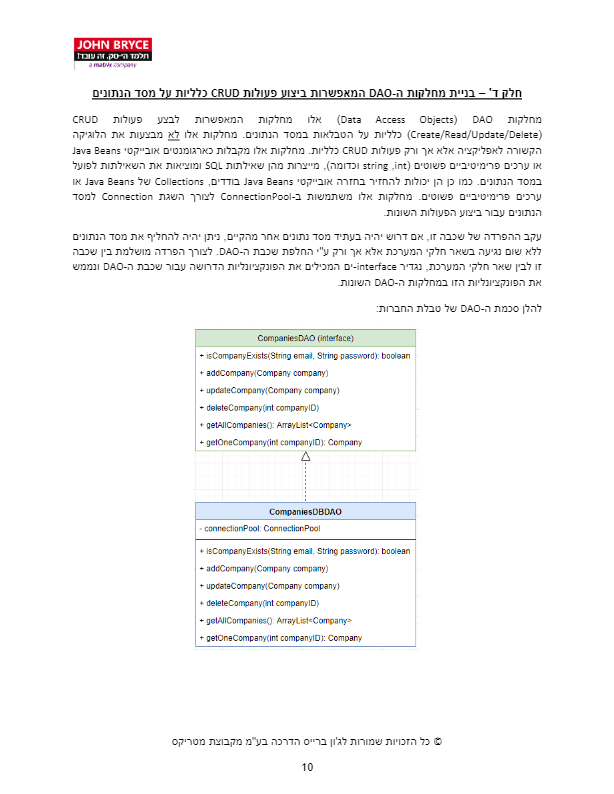 JOHN BRYCE
תלמד היי-טק. זה עובד!
a matrix company
חלק ד' – בניית מחלקות ה-DAO המאפשרות ביצוע פעולות CRUD כלליות על מסד הנתונים
מחלקות DAO (Data Access Objects) אלו מחלקות המאפשרות לבצע פעולות CRUD
(Create/Read/Update/Delete) כלליות על הטבלאות במסד הנתונים. מחלקות אלו לא מבצעות את הלוגיקה
הקשורה לאפליקציה אלא אך ורק פעולות CRUD כלליות. מחלקות אלו מקבלות כארגומנטים אובייקטי Java Beans
או ערכים פרימיטיביים פשוטים (int, string וכדומה), מייצרות מהן שאילתות SQL ומוציאות את השאילתות לפועל
במסד הנתונים. כמו כן הן יכולות להחזיר בחזרה אובייקטי Java Beans בודדים, Collections של Java Beans או
ערכים פרימיטיביים פשוטים. מחלקות אלו משתמשות ב-ConnectionPool לצורך השגת Connection למסד
הנתונים עבור ביצוע הפעולות השונות.
עקב ההפרדה של שכבה זו, אם דרוש יהיה בעתיד מסד נתונים אחר מהקיים, ניתן יהיה להחליף את מסד הנתונים
ללא שום נגיעה בשאר חלקי המערכת אלא אך ורק ע"י החלפת שכבת ה-DAO. לצורך הפרדה מושלמת בין שכבה
זו לבין שאר חלקי המערכת, נגדיר interface-ים המכילים את הפונקציונליות הדרושה עבור שכבת ה-DAO ונממש
את הפונקציונליות הזו במחלקות ה-DAO השונות.
להלן סכמת ה-DAO של טבלת החברות:
CompaniesDAO (interface)
+ isCompanyExists(String email, String password): boolean
+ addCompany(Company company)
+ updateCompany(Company company)
+ deleteCompany(int companyID)
+ getAllCompanies(): ArrayList<Company>
+ getOneCompany(int companyID): Company
CompaniesDBDAO
- connectionPool: ConnectionPool
+ isCompanyExists(String email, String password): boolean
+ addCompany(Company company)
+ updateCompany(Company company)
+ deleteCompany(int companyID)
+ getAllCompanies(): ArrayList<Company>
+ getOneCompany(int companyID): Company
© כל הזכויות שמורות לג'ון ברייס הדרכה בע"מ מקבוצת מטריקס
10